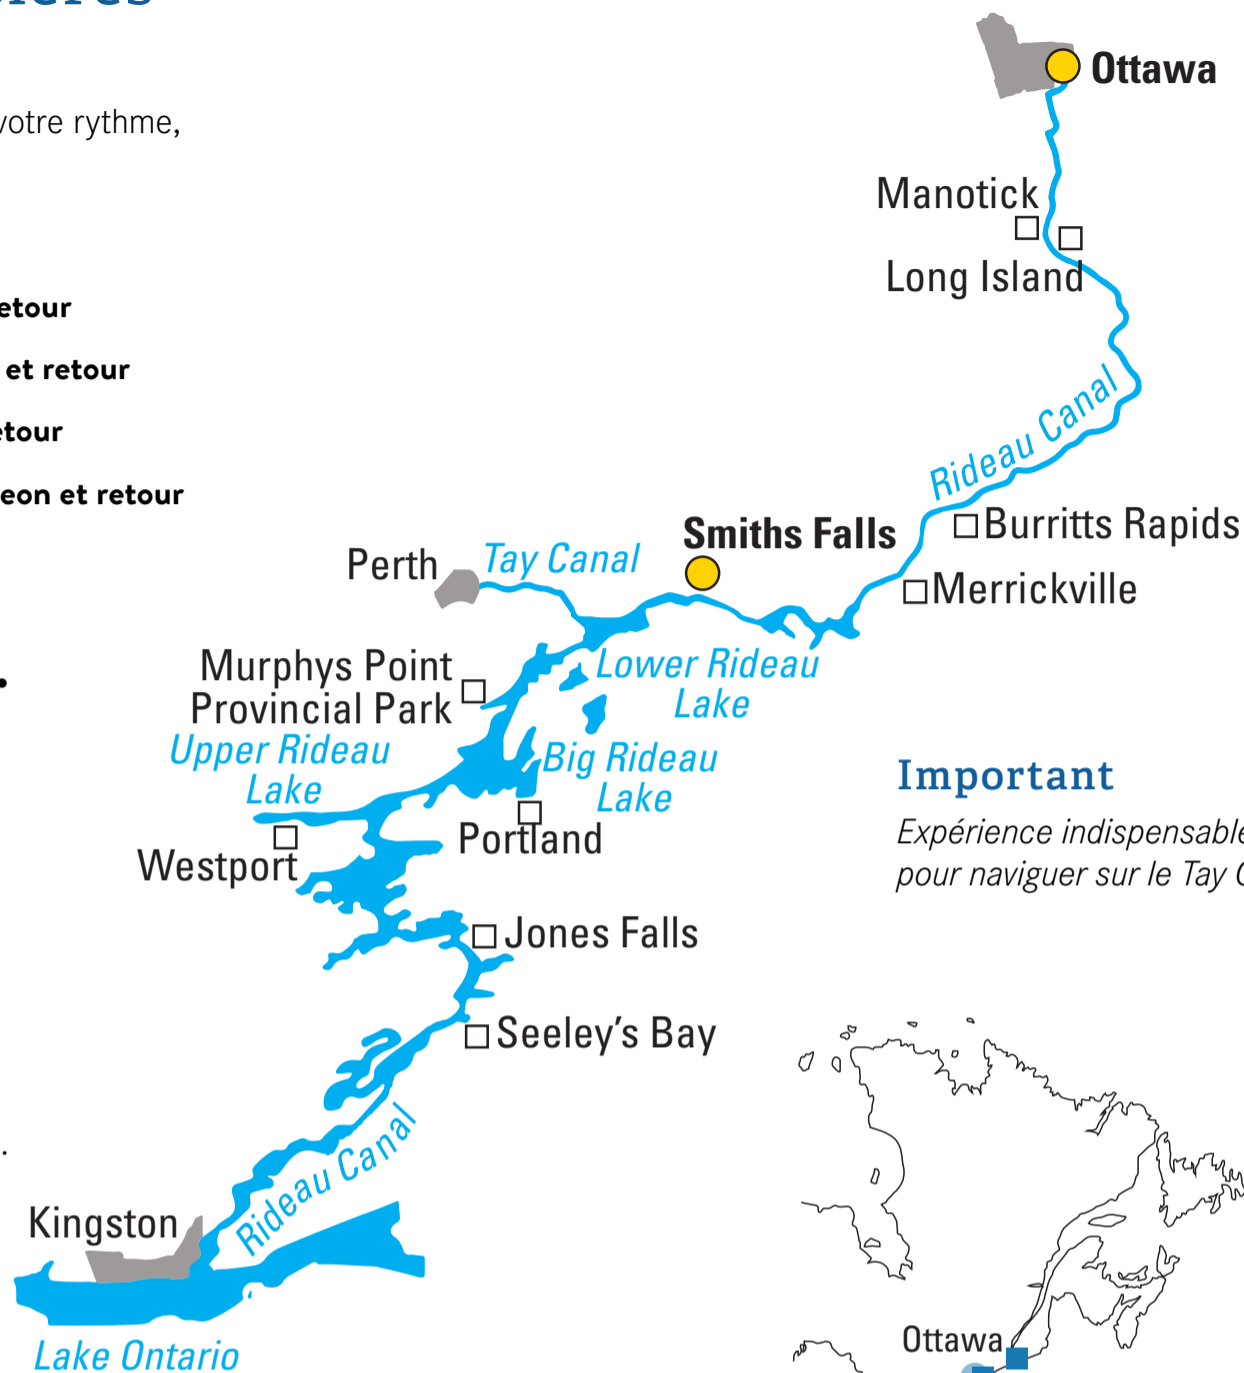 votre rythme,
etour
et retour
etour
eon et retour
Ottawa
Manotick
Long Island
Rideau Canal
Burritts Rapids
Smiths Falls
Merrickville
Perth
Tay Canal
Murphys Point
Provincial Park
Lower Rideau
Lake
Upper Rideau
Lake
Big Rideau
Lake
Portland
Westport
Important
Expérience indispensable
pour naviguer sur le Tay C
Jones Falls
Seeley's Bay
Rideau Canal
Kingston
Lake Ontario
Ottawa